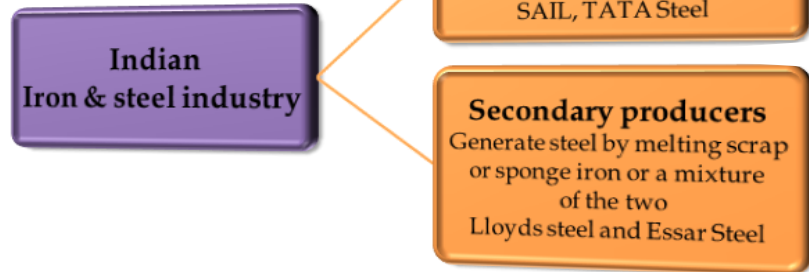 SAIL, TATA Steel
Indian
Iron & steel industry
Secondary producers
Generate steel by melting scrap
or sponge iron or a mixture
of the two
Lloyds steel and Essar Steel